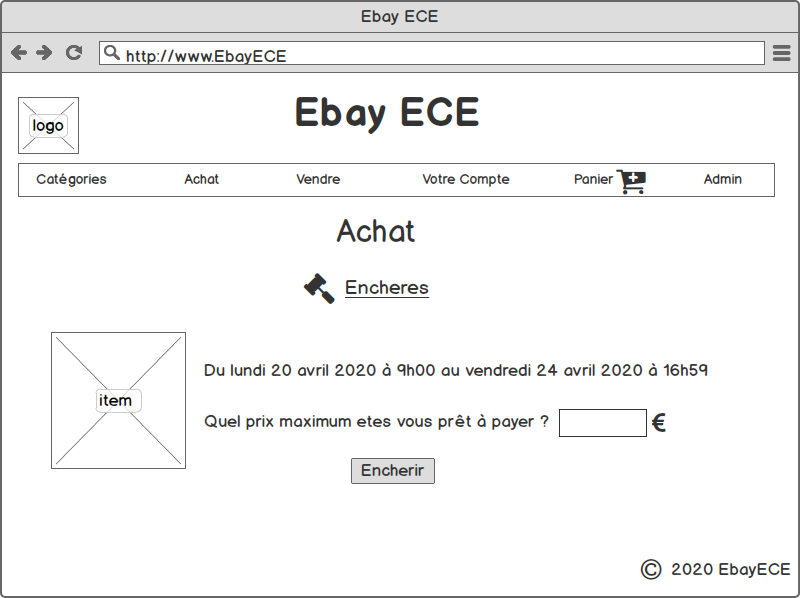 Ebay ECE
http://www.EbayECE
logo
Ebay ECE
Catégories Achat Vendre Votre Compte Panier Admin
Achat
Encheres
item
Du lundi 20 avril 2020 à 9h00 au vendredi 24 avril 2020 à 16h59
Quel prix maximum etes vous prêt à payer ? €
Encherir
© 2020 EbayECE